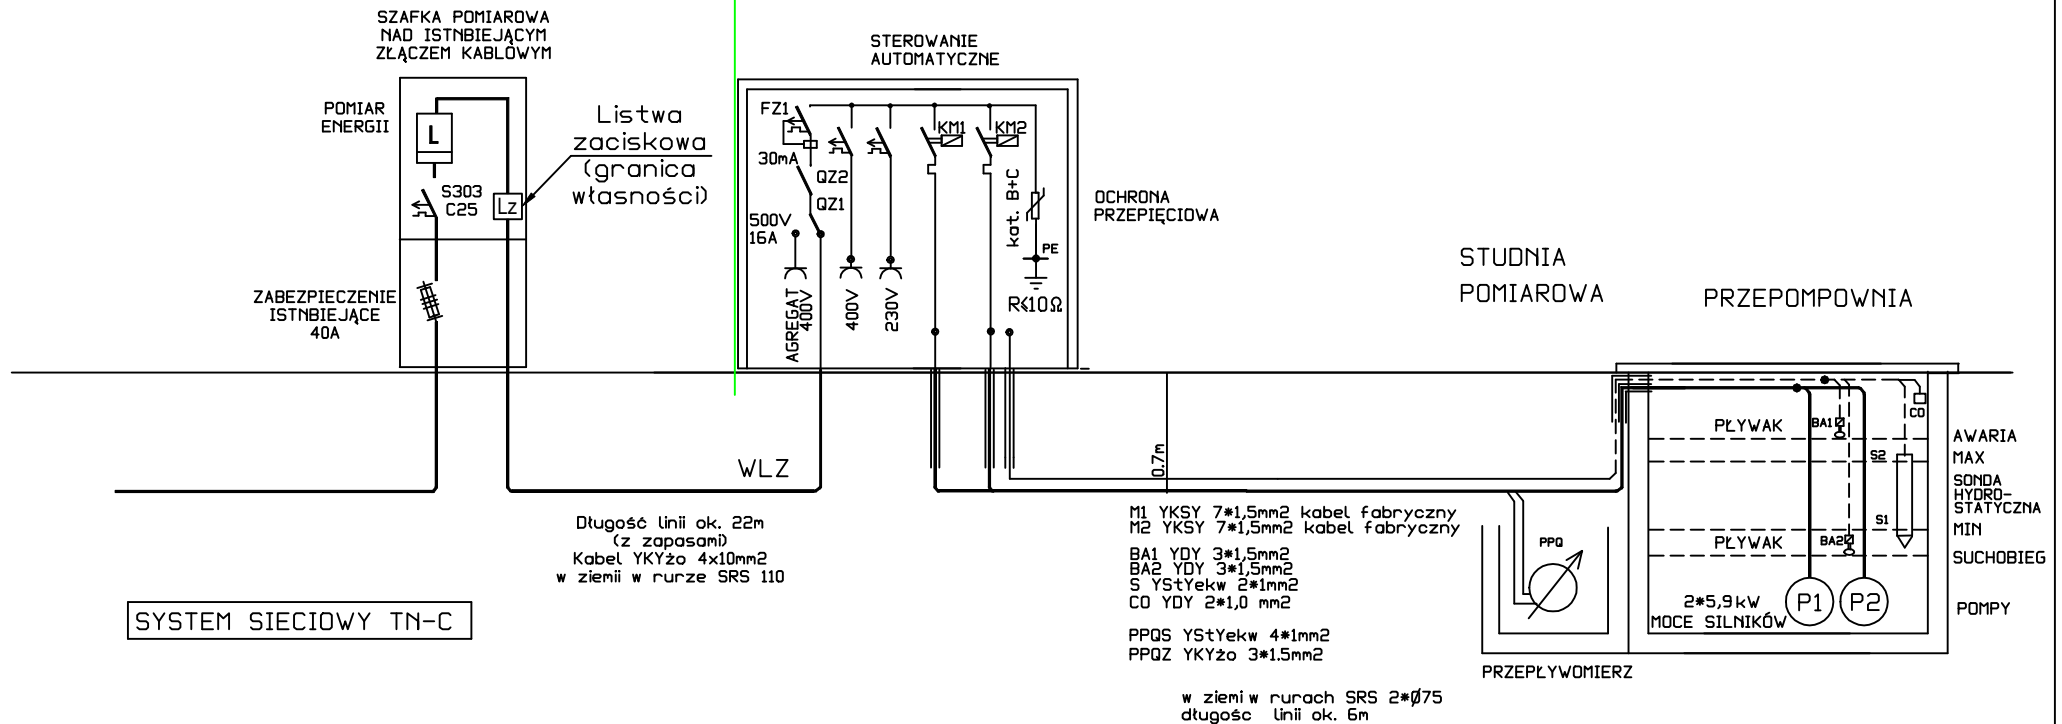 SZAFKA POMIAROWA
NAD ISTNBIEJĄCYM
ZŁĄCZEM KABLOWYM
POMIAR
ENERGII
L
S303
C25
Lz
Listwa
zaciskowa
(granica
własności)
ZABEZPIECZENIE
ISTNBIEJĄCE
40A
STEROWANIE
AUTOMATYCZNE
FZ1
30mA
QZ2
QZ1
500V
16A
AGREGAT
400V
400V
230V
KM1
KM2
kat. B+C
PE
R≤10Ω
OCHRONA
PRZEPIĘCIOWA
STUDNIA
POMIAROWA
PRZEPOMPOWNIA
WLZ
0.7m
Długość linii ok. 22m
(z zapasami)
Kabel YKYżo 4x10mm2
w ziemii w rurze SRS 110
SYSTEM SIECIOWY TN-C
M1 YKSY 7*1,5mm2 kabel fabryczny
M2 YKSY 7*1,5mm2 kabel fabryczny
BA1 YDY 3*1,5mm2
BA2 YDY 3*1,5mm2
S YStYekw 2*1mm2
CO YDY 2*1,0 mm2
PPQS YStYekw 4*1mm2
PPQZ YKYżo 3*1.5mm2
w ziemi w rurach SRS 2*Ø75
długośc linii ok. 6m
PPQ
PRZEPŁYWOMIERZ
CO
PŁYWAK
BA1
AWARIA
S2
MAX
SONDA
HYDRO-
STATYCZNA
S1
MIN
PŁYWAK
BA2
SUCHOBIEG
2*5,9kW
MOCE SILNIKÓW
P1
P2
POMPY